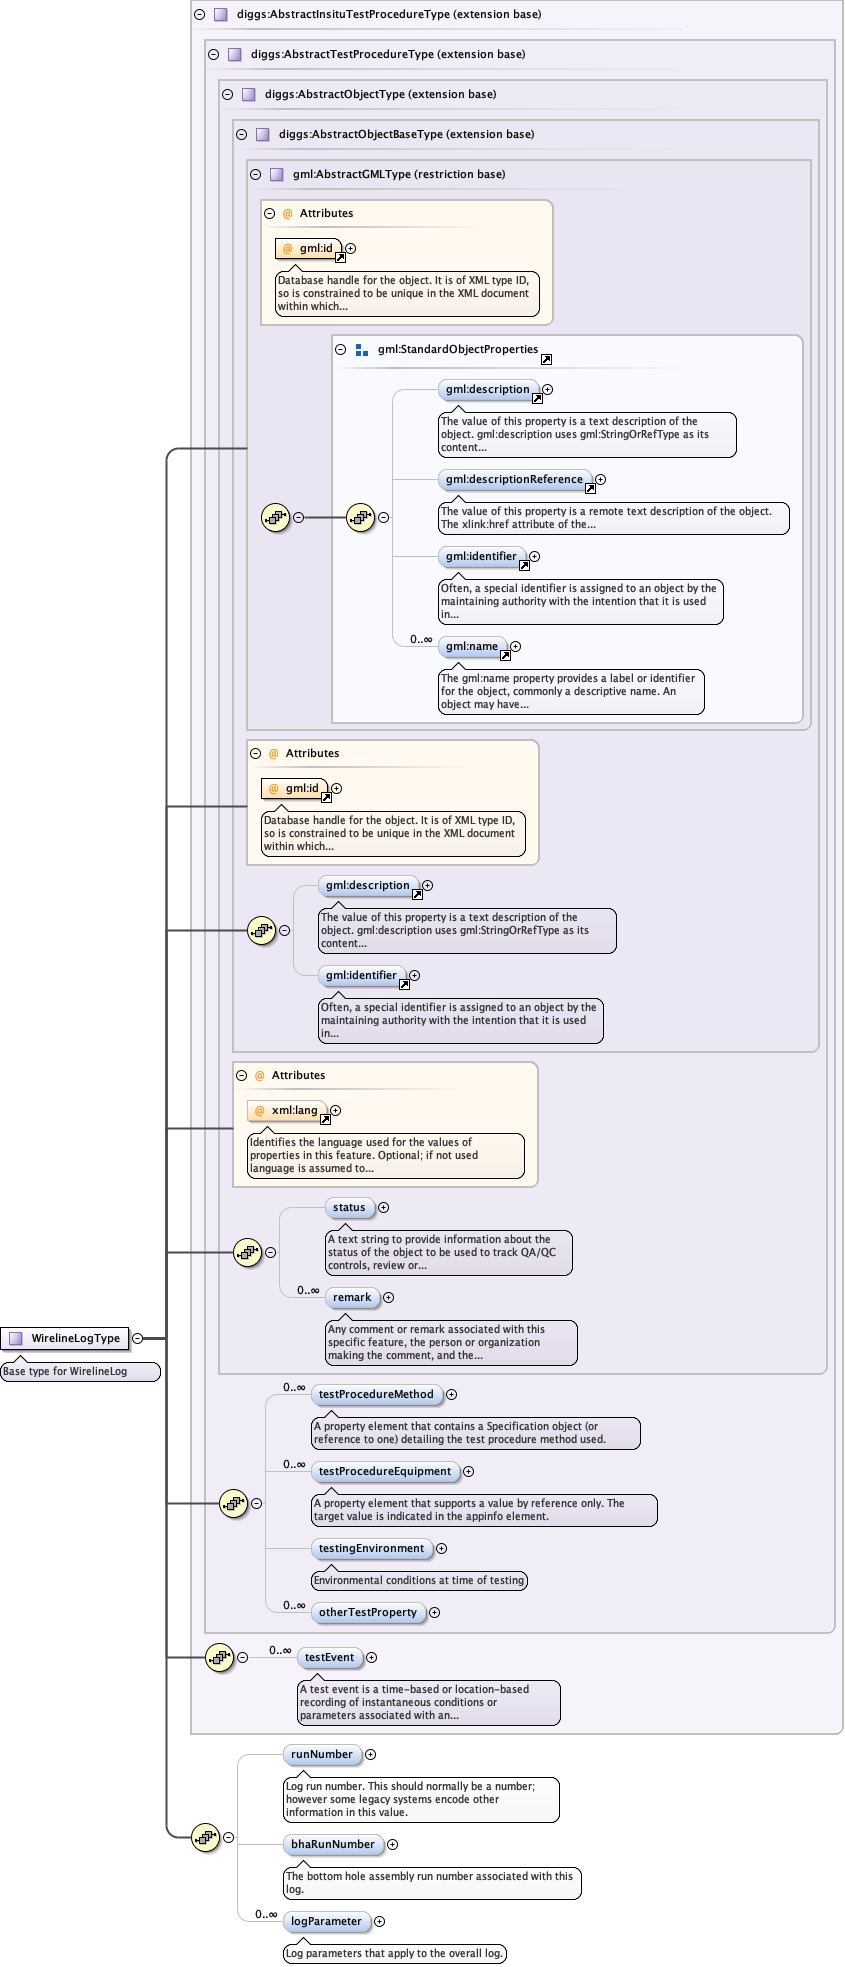 diggs:AbstractInsituTestProcedureType (extension base)
diggs:AbstractTestProcedureType (extension base)
diggs:AbstractObjectType (extension base)
diggs:AbstractObjectBaseType (extension base)
gml:AbstractGMLType (restriction base)
@ Attributes
@ gml:id
Database handle for the object. It is of XML type ID,
so is constrained to be unique in the XML document
within which...
gml:StandardObjectProperties
gml:description
The value of this property is a text description of the
object. gml:description uses gml:StringOrRefType as its
content...
gml:descriptionReference
The value of this property is a remote text description of the object.
The xlink:href attribute of the...
gml:identifier
Often, a special identifier is assigned to an object by the
maintaining authority with the intention that it is used
in...
0..∞
gml:name
The gml:name property provides a label or identifier
for the object, commonly a descriptive name. An
object may have...
@ Attributes
@ gml:id
Database handle for the object. It is of XML type ID,
so is constrained to be unique in the XML document
within which...
gml:description
The value of this property is a text description of the
object. gml:description uses gml:StringOrRefType as its
content...
gml:identifier
Often, a special identifier is assigned to an object by the
maintaining authority with the intention that it is used
in...
@ Attributes
@ xml:lang
Identifies the language used for the values of
properties in this feature. Optional; if not used
language is assumed to...
status
A text string to provide information about the
status of the object to be used to track QA/QC
controls, review or...
0..∞
remark
Any comment or remark associated with this
specific feature, the person or organization
making the comment, and the...
WirelineLogType
Base type for WirelineLog
0..∞
testProcedureMethod
A property element that contains a Specification object (or
reference to one) detailing the test procedure method used.
0..∞
testProcedureEquipment
A property element that supports a value by reference only. The
target value is indicated in the appinfo element.
testingEnvironment
Environmental conditions at time of testing
0..∞
otherTestProperty
0..∞
testEvent
A test event is a time-based or location-based
recording of instantaneous conditions or
parameters associated with an...
runNumber
Log run number. This should normally be a number;
however some legacy systems encode other
information in this value.
bhaRunNumber
The bottom hole assembly run number associated with this
log.
0..∞
logParameter
Log parameters that apply to the overall log.